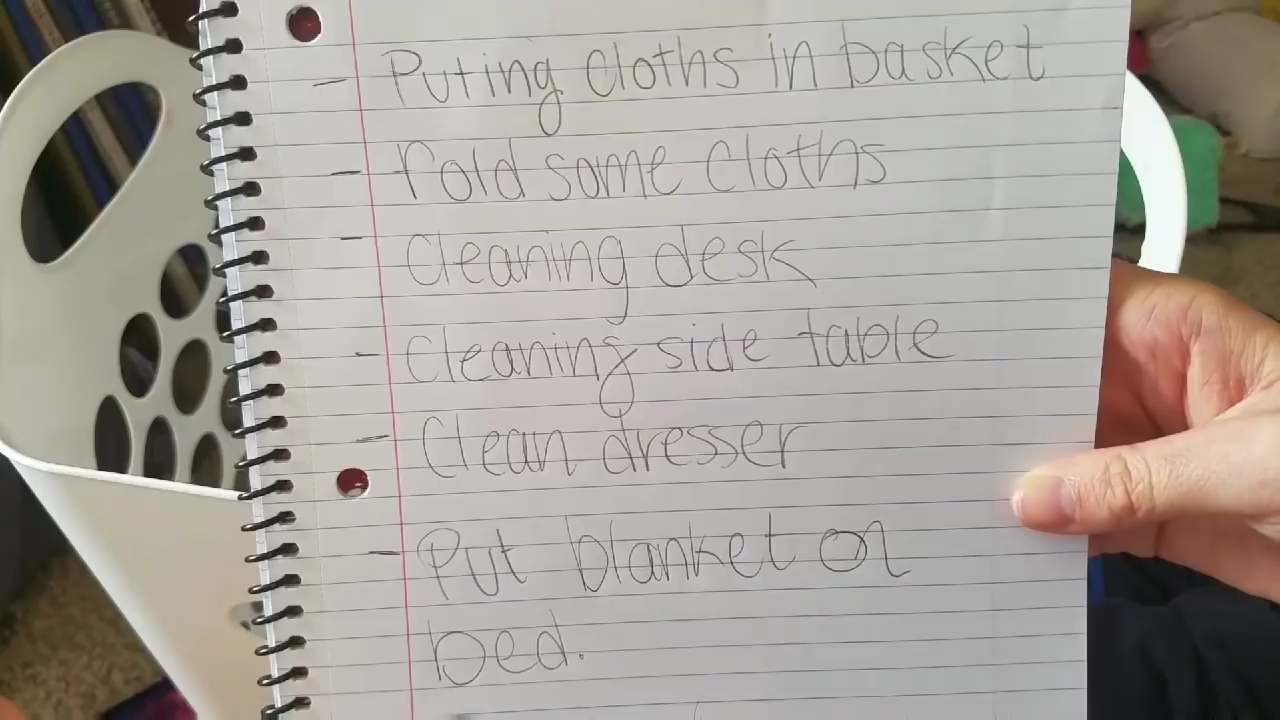 - Puting cloths in basket
- fold some cloths
- Cleaning desk
- Cleaning side table
- Clean dresser
- Put blanket on
bed.